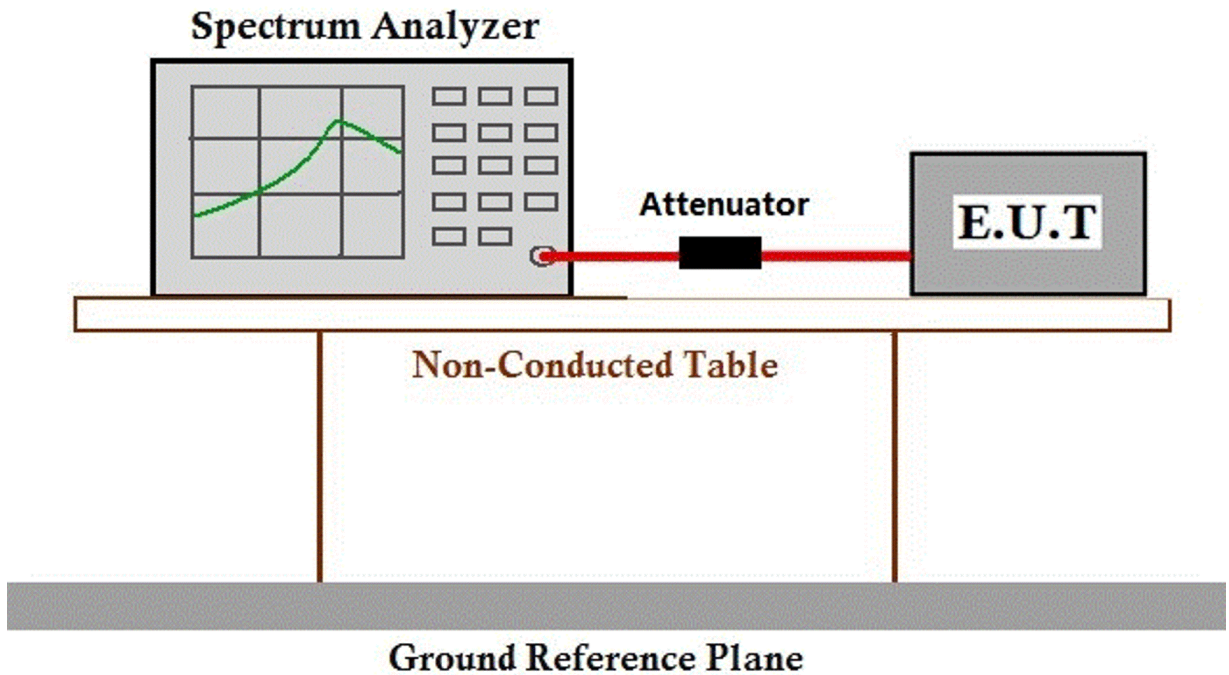 Spectrum Analyzer
Attenuator
E.U.T
Non-Conducted Table
Ground Reference Plane